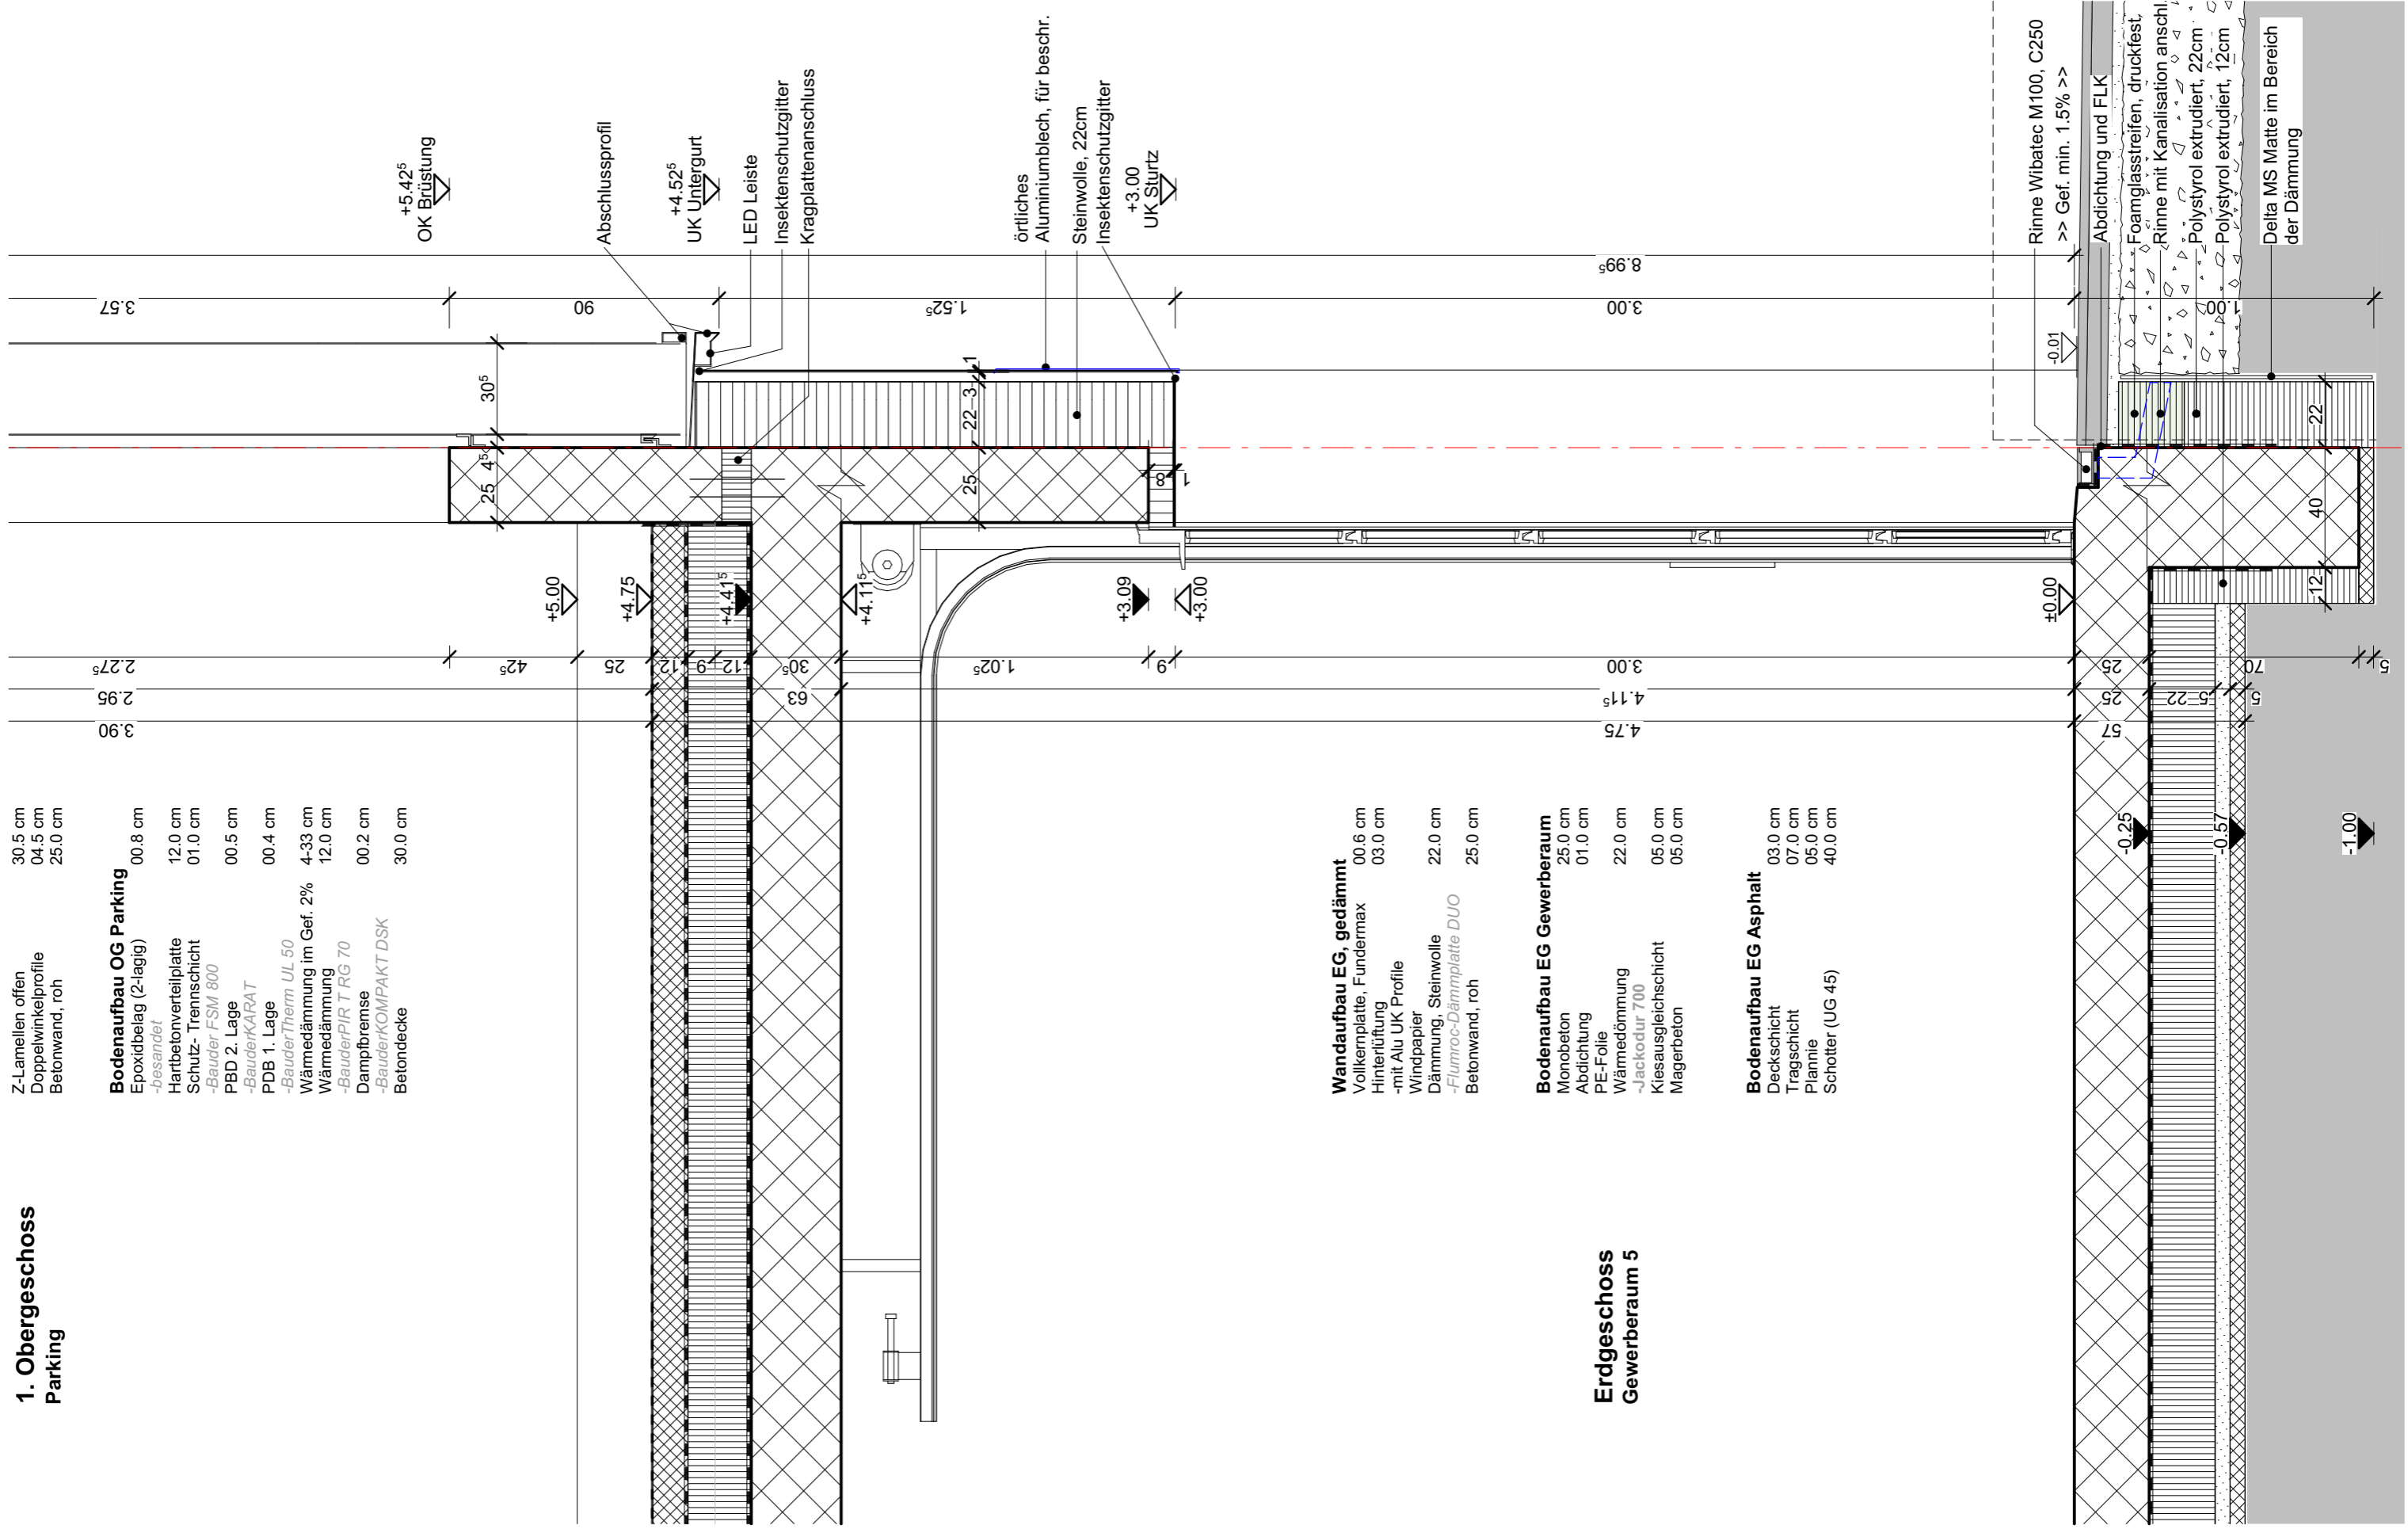 1. Obergeschoss
Parking
Z-Lamellen offen 30.5 cm
Doppelwinkelprofile 04.5 cm
Betonwand, roh 25.0 cm
Bodenaufbau OG Parking
Epoxidbelag (2-lagig) 00.8 cm
-besandet
Hartbetonverteilplatte 12.0 cm
Schutz- Trennschicht 01.0 cm
-Bauder FSM 800
PBD 2. Lage 00.5 cm
-BauderKARAT
PDB 1. Lage 00.4 cm
-BauderTherm UL 50
Wärmedämmung im Gef. 2% 4-33 cm
Wärmedämmung 12.0 cm
-BauderPIR T RG 70
Dampfbremse 00.2 cm
-BauderKOMPAKT DSK
Betondecke 30.0 cm
Wandaufbau EG, gedämmt
Vollkernplatte, Fundermax 00.6 cm
Hinterlüftung 03.0 cm
-mit Alu UK Profile
Windpapier
Dämmung, Steinwolle 22.0 cm
-Flumroc-Dämmplatte DUO
Betonwand, roh 25.0 cm
Bodenaufbau EG Gewerberaum
Monobeton 25.0 cm
Abdichtung 01.0 cm
PE-Folie
Wärmedömmung 22.0 cm
-Jackodur 700
Kiesausgleichschicht 05.0 cm
Magerbeton 05.0 cm
Bodenaufbau EG Asphalt
Deckschicht 03.0 cm
Tragschicht 07.0 cm
Plannie 05.0 cm
Schotter (UG 45) 40.0 cm
Erdgeschoss
Gewerberaum 5
3.90
4.75
57
2.95
63
4.11⁵
25
22
5
5
2.27⁵
42⁵
25
12
9
12
30⁵
1.02⁵
9
3.00
25
70
5
+5.00
+4.75
+4.41⁵
+4.11⁵
+3.09
+3.00
±0.00
-0.25
-0.57
-1.00
25
4⁵
30⁵
25
22
3
1
8
1
12
40
22
-0.01
3.57
90
1.52⁵
3.00
1.00
8.99⁵
+5.42⁵
OK Brüstung
Abschlussprofil
+4.52⁵
UK Untergurt
LED Leiste
Insektenschutzgitter
Kragplattenanschluss
örtliches
Aluminiumblech, für beschr.
Steinwolle, 22cm
Insektenschutzgitter
+3.00
UK Sturtz
Rinne Wibatec M100, C250
>> Gef. min. 1.5% >>
Abdichtung und FLK
Foamglasstreifen, druckfest,
Rinne mit Kanalisation anschl.
Polystyrol extrudiert, 22cm
Polystyrol extrudiert, 12cm
Delta MS Matte im Bereich
der Dämmung